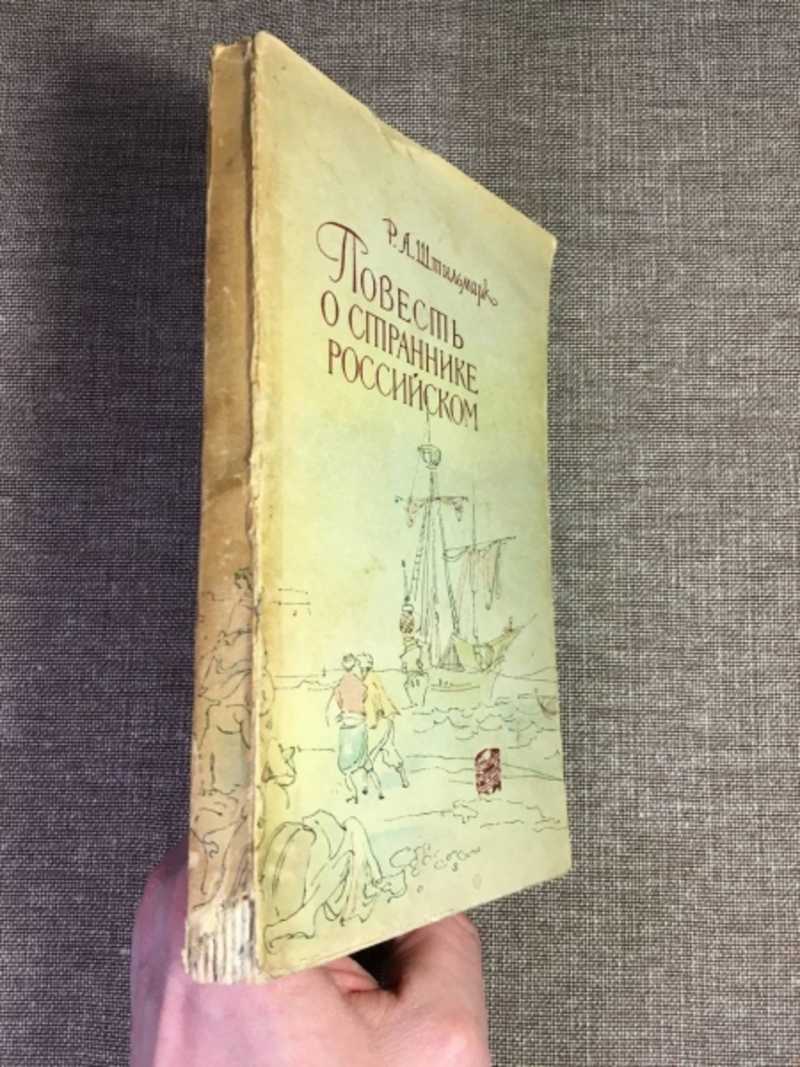 Р. А. Штильмарк
Повесть
о страннике
российском